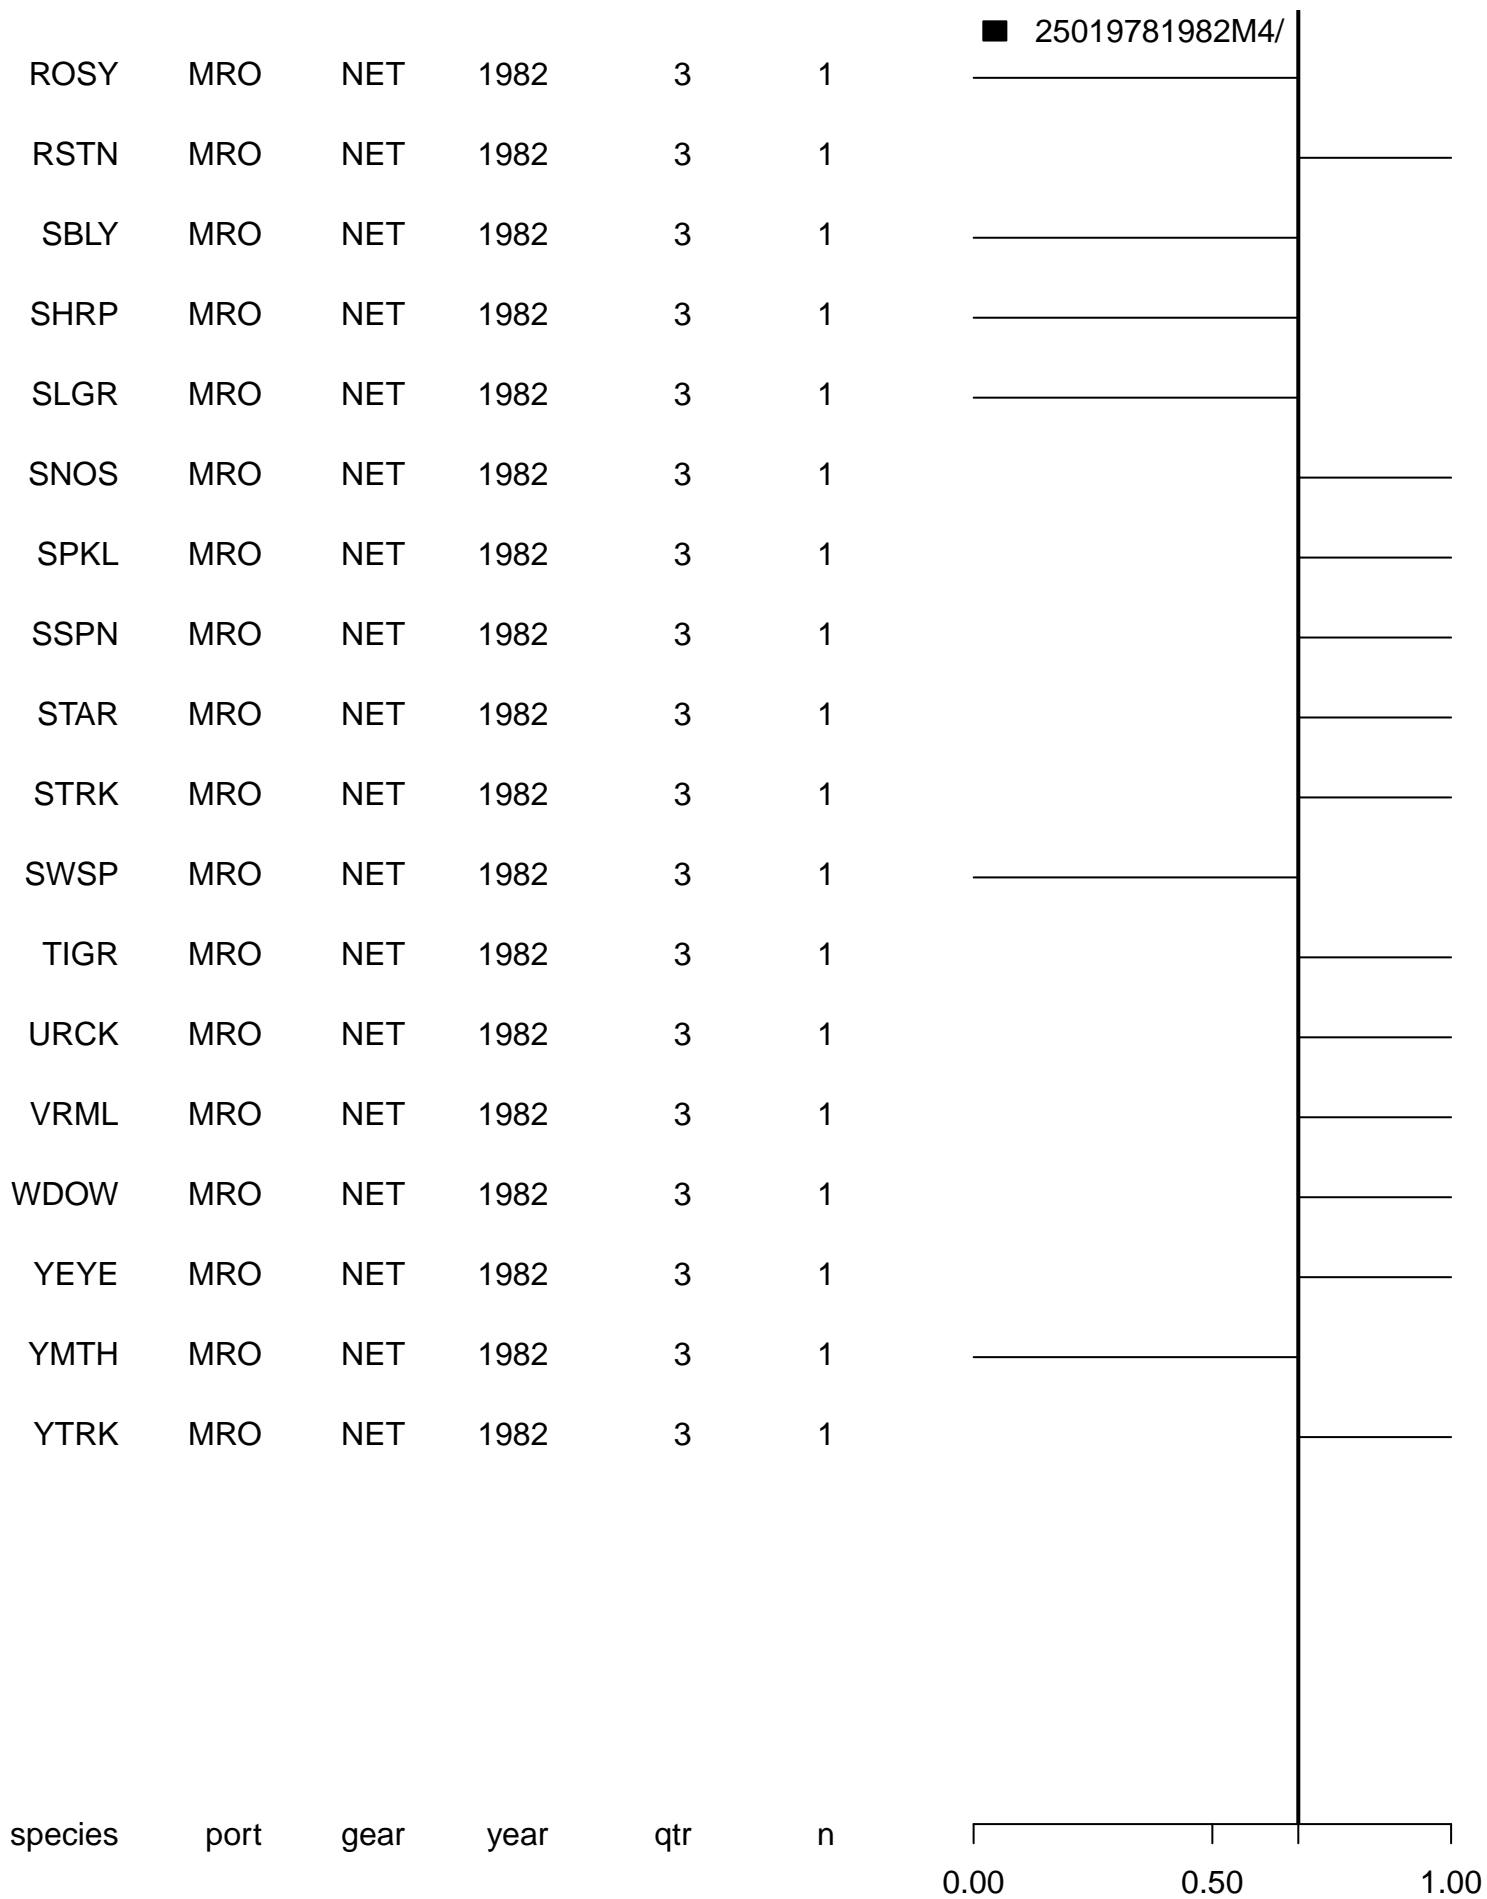 25019781982M4/
ROSY MRO NET 1982 3 1
RSTN MRO NET 1982 3 1
SBLY MRO NET 1982 3 1
SHRP MRO NET 1982 3 1
SLGR MRO NET 1982 3 1
SNOS MRO NET 1982 3 1
SPKL MRO NET 1982 3 1
SSPN MRO NET 1982 3 1
STAR MRO NET 1982 3 1
STRK MRO NET 1982 3 1
SWSP MRO NET 1982 3 1
TIGR MRO NET 1982 3 1
URCK MRO NET 1982 3 1
VRML MRO NET 1982 3 1
WDOW MRO NET 1982 3 1
YEYE MRO NET 1982 3 1
YMTH MRO NET 1982 3 1
YTRK MRO NET 1982 3 1
species port gear year qtr n
0.00 0.50 1.00